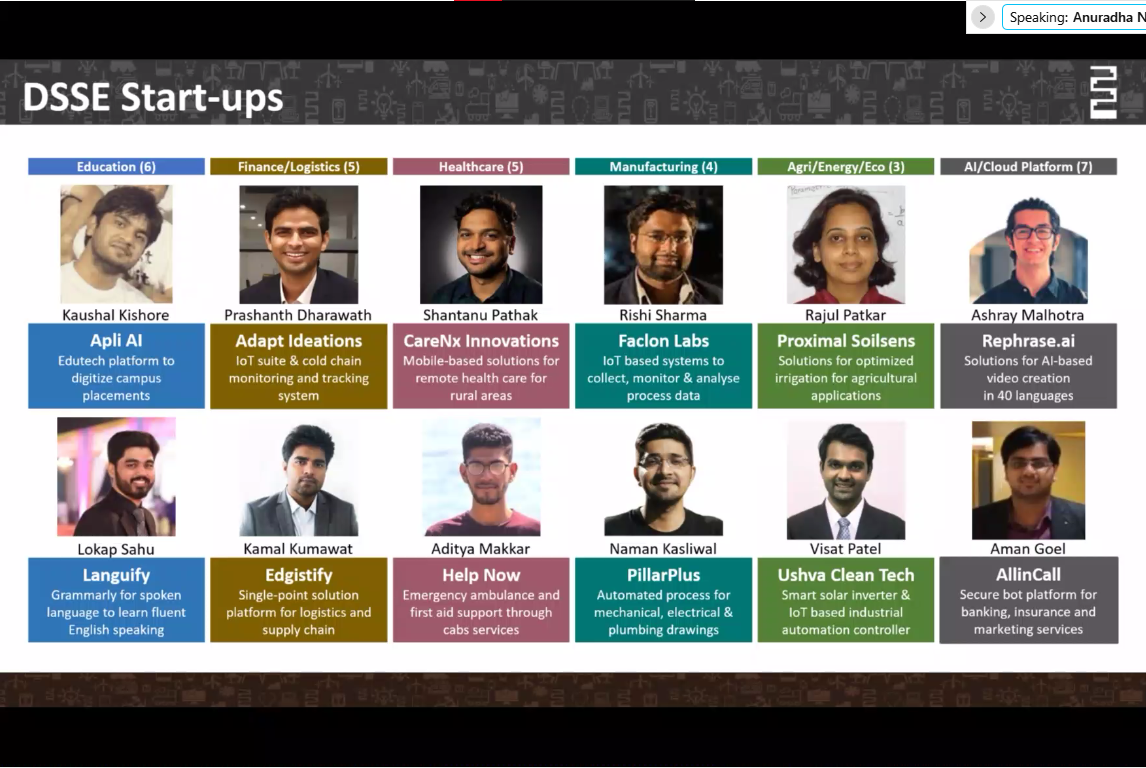 Speaking: Anuradha N
DSSE Start-ups
Education (6)
Finance/Logistics (5)
Healthcare (5)
Manufacturing (4)
Agri/Energy/Eco (3)
AI/Cloud Platform (7)
Kaushal Kishore
Prashanth Dharawath
Shantanu Pathak
Rishi Sharma
Rajul Patkar
Ashray Malhotra
Apli AI
Edutech platform to
digitize campus
placements
Adapt Ideations
IoT suite & cold chain
monitoring and tracking
system
CareNx Innovations
Mobile-based solutions for
remote health care for
rural areas
Faclon Labs
IoT based systems to
collect, monitor & analyse
process data
Proximal Soilsens
Solutions for optimized
irrigation for agricultural
applications
Rephrase.ai
Solutions for AI-based
video creation
in 40 languages
Lokap Sahu
Kamal Kumawat
Aditya Makkar
Naman Kasliwal
Visat Patel
Aman Goel
Languify
Grammarly for spoken
language to learn fluent
English speaking
Edgistify
Single-point solution
platform for logistics and
supply chain
Help Now
Emergency ambulance and
first aid support through
cabs services
PillarPlus
Automated process for
mechanical, electrical &
plumbing drawings
Ushva Clean Tech
Smart solar inverter &
IoT based industrial
automation controller
AllinCall
Secure bot platform for
banking, insurance and
marketing services